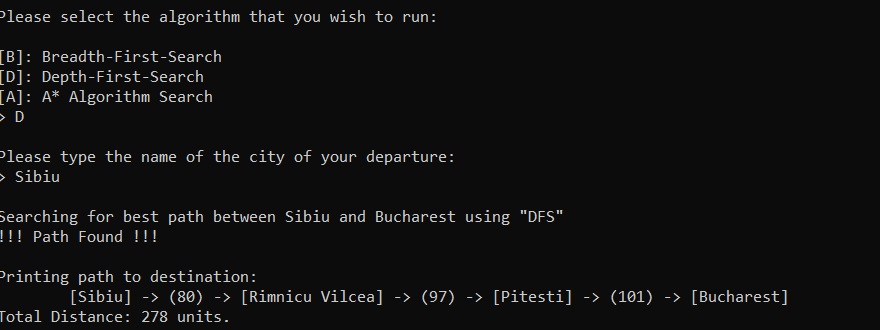 Please select the algorithm that you wish to run:
[B]: Breadth-First-Search
[D]: Depth-First-Search
[A]: A* Algorithm Search
> D
Please type the name of the city of your departure:
> Sibiu
Searching for best path between Sibiu and Bucharest using "DFS"
!!! Path Found !!!
Printing path to destination:
[Sibiu] -> (80) -> [Rimnicu Vilcea] -> (97) -> [Pitesti] -> (101) -> [Bucharest]
Total Distance: 278 units.